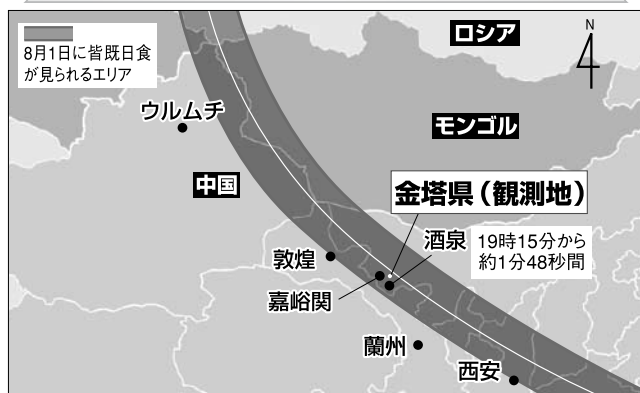 8月1日に皆既日食
が見られるエリア
ロシア
N
ウルムチ
モンゴル
中国
金塔県（観測地）
酒泉
19時15分から
約1分48秒間
敦煌
嘉峪関
蘭州
西安